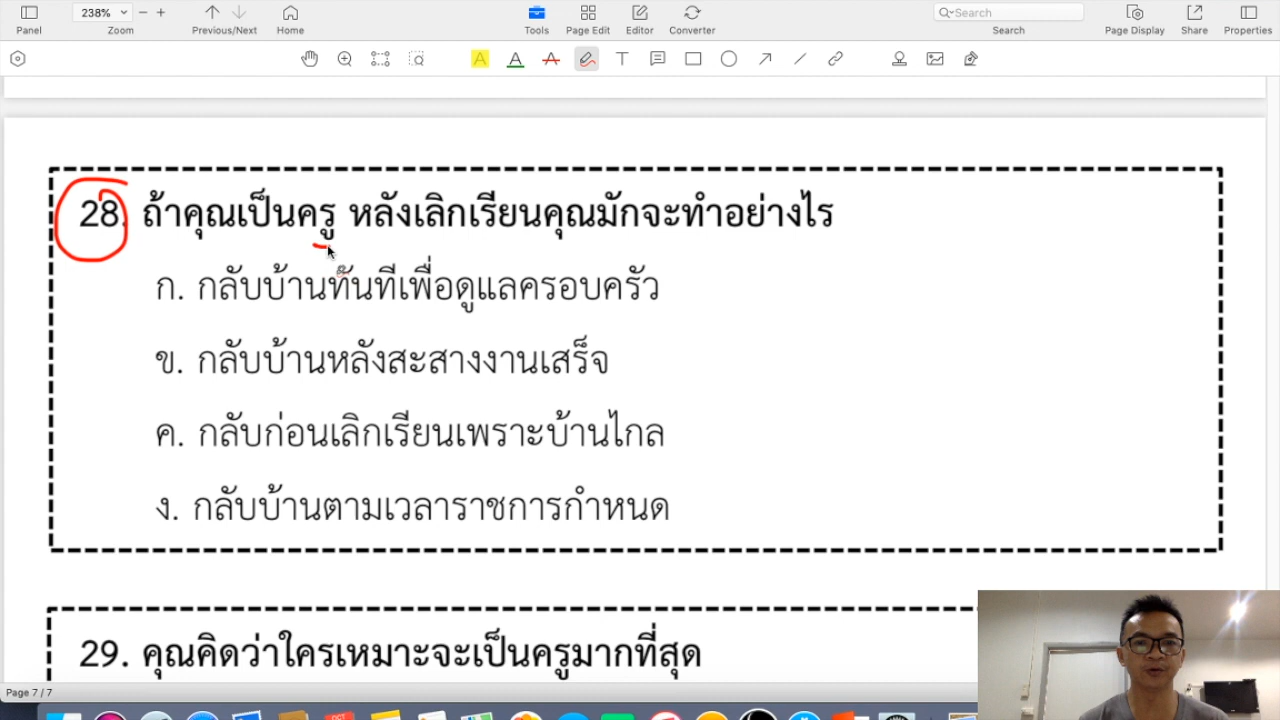 238%
Search
Panel
Zoom
Previous/Next
Home
Tools
Page Edit
Editor
Converter
Search
Page Display
Share
Properties
28. ถ้าคุณเป็นครู หลังเลิกเรียนคุณมักจะทำอย่างไร
ก. กลับบ้านทันทีเพื่อดูแลครอบครัว
ข. กลับบ้านหลังสะสางงานเสร็จ
ค. กลับก่อนเลิกเรียนเพราะบ้านไกล
ง. กลับบ้านตามเวลาราชการกำหนด
29. คุณคิดว่าใครเหมาะจะเป็นครูมากที่สุด
Page 7 / 7
OCT